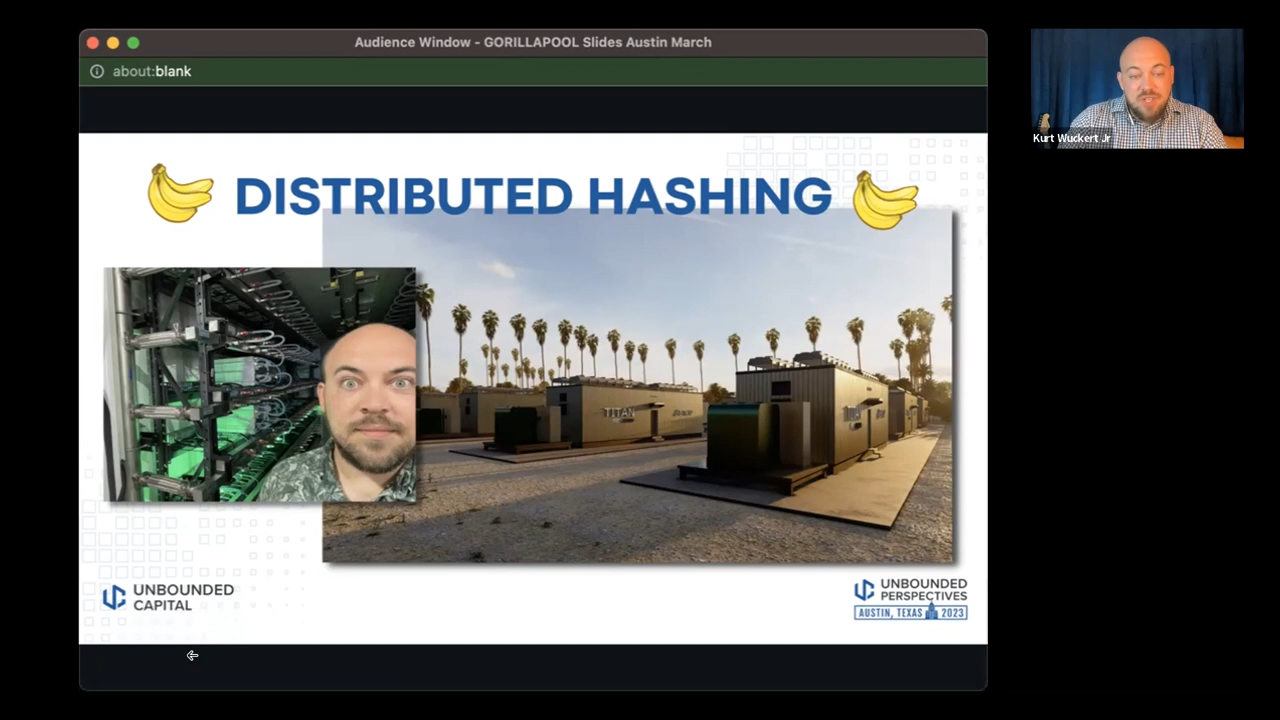 Audience Window - GORILLAPOOL Slides Austin March
about:blank
DISTRIBUTED HASHING
TITAN
UNBOUNDED
CAPITAL
UNBOUNDED
PERSPECTIVES
AUSTIN, TEXAS 2023
Kurt Wuckert Jr